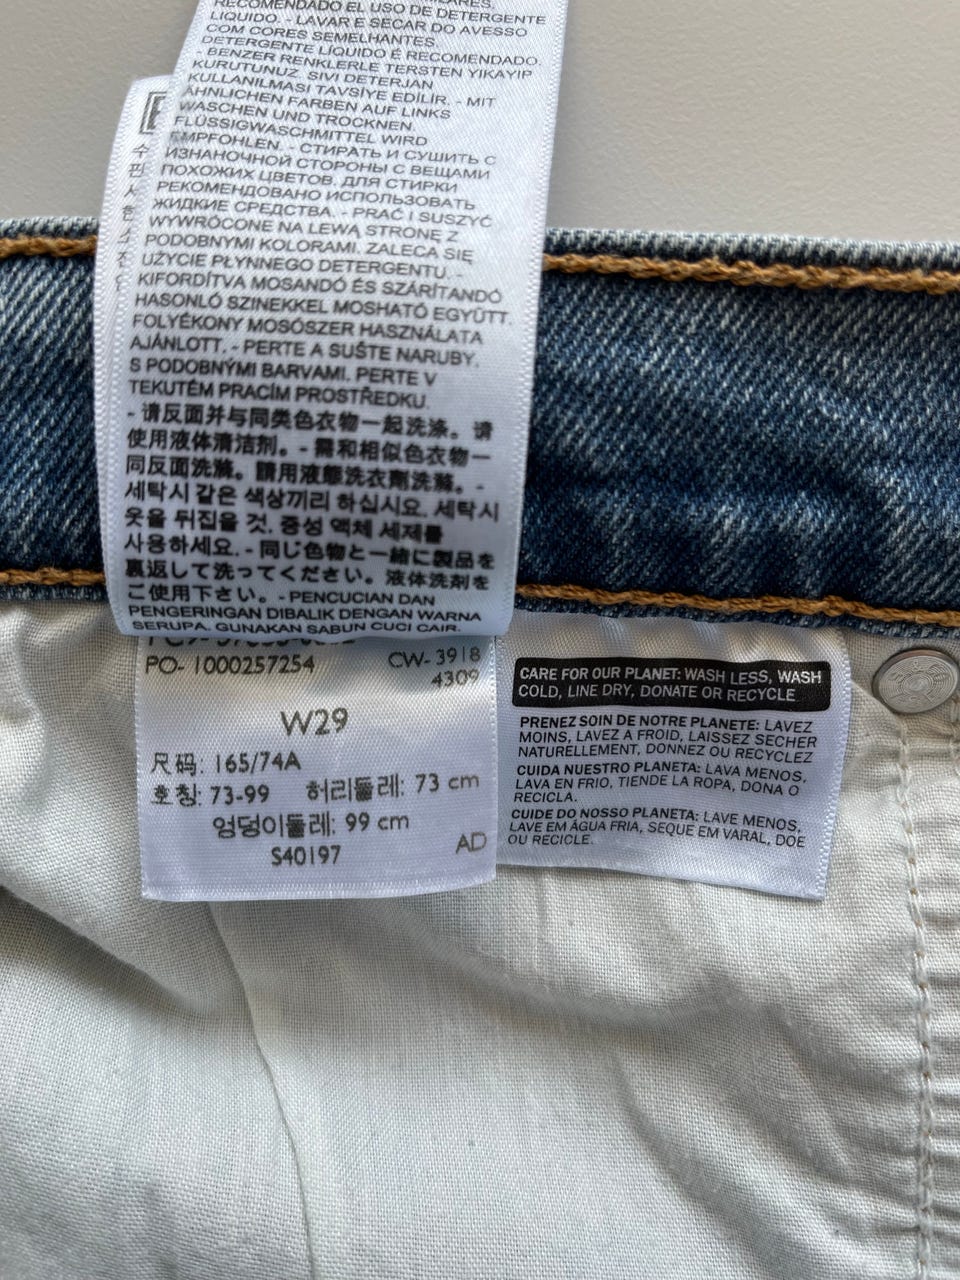 RECOMENDADO EL USO DE DETERGENTE
LÍQUIDO. - LAVAR E SECAR DO AVESSO
COM CORES SEMELHANTES.
DETERGENTE LÍQUIDO É RECOMENDADO.
- BENZER RENKLERLE TERSTEN YIKAYIP
KURUTUNUZ. SIVI DETERJAN
KULLANILMASI TAVSİYE EDİLİR. - MIT
ÄHNLICHEN FARBEN AUF LINKS
WASCHEN UND TROCKNEN.
FLÜSSIGWASCHMITTEL WIRD
EMPFOHLEN. - СТИРАТЬ И СУШИТЬ С
ИЗНАНОЧНОЙ СТОРОНЫ С ВЕЩАМИ
ПОХОЖИХ ЦВЕТОВ. ДЛЯ СТИРКИ
РЕКОМЕНДОВАНО ИСПОЛЬЗОВАТЬ
ЖИДКИЕ СРЕДСТВА. - PRAĆ I SUSZYĆ
WYWRÓCONE NA LEWĄ STRONĘ Z
PODOBNYMI KOLORAMI. ZALECA SIĘ
UŻYCIE PŁYNNEGO DETERGENTU. -
KIFORDÍTVA MOSANDÓ ÉS SZÁRÍTANDÓ
HASONLÓ SZINEKKEL MOSHATÓ EGYÜTT.
FOLYÉKONY MOSÓSZER HASZNÁLATA
AJÁNLOTT. - PERTE A SUŠTE NARUBY.
S PODOBNÝMI BARVAMI. PERTE V
TEKUTÉM PRACÍM PROSTŘEDKU.
- 请反面并与同类色衣物一起洗涤。请
使用液体清洁剂。- 需和相似色衣物一
同反面洗滌。請用液態洗衣劑洗滌。-
세탁시 같은 색상끼리 하십시요. 세탁시
옷을 뒤집을 것. 중성 액체 세제를
사용하세요. - 同じ色物と一緒に製品を
裏返して洗ってください。液体洗剤を
ご使用下さい。- PENCUCIAN DAN
PENGERINGAN DIBALIK DENGAN WARNA
SERUPA. GUNAKAN SABUN CUCI CAIR.
PO- 1000257254 CW- 3918
4309
W29
尺码: 165/74A
호칭: 73-99 허리둘레: 73 cm
엉덩이둘레: 99 cm
S40197 AD
CARE FOR OUR PLANET: WASH LESS, WASH
COLD, LINE DRY, DONATE OR RECYCLE
PRENEZ SOIN DE NOTRE PLANETE: LAVEZ
MOINS, LAVEZ A FROID, LAISSEZ SECHER
NATURELLEMENT, DONNEZ OU RECYCLEZ
CUIDA NUESTRO PLANETA: LAVA MENOS,
LAVA EN FRIO, TIENDE LA ROPA, DONA O
RECICLA.
CUIDE DO NOSSO PLANETA: LAVE MENOS,
LAVE EM ÁGUA FRIA, SEQUE EM VARAL, DOE
OU RECICLE.